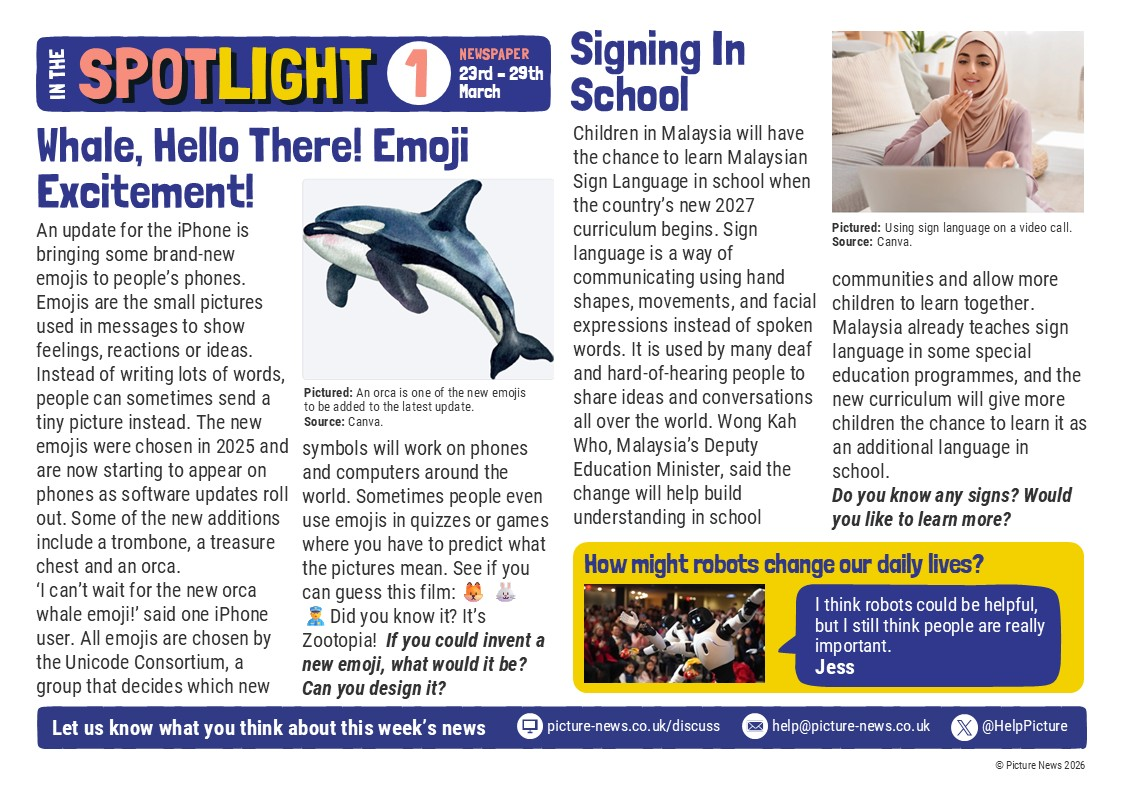 IN THE
SPOTLIGHT
1
NEWSPAPER
23rd – 29th
March
Whale, Hello There! Emoji
Excitement!
An update for the iPhone is
bringing some brand-new
emojis to people’s phones.
Emojis are the small pictures
used in messages to show
feelings, reactions or ideas.
Instead of writing lots of words,
people can sometimes send a
tiny picture instead. The new
emojis were chosen in 2025 and
are now starting to appear on
phones as software updates roll
out. Some of the new additions
include a trombone, a treasure
chest and an orca.
‘I can’t wait for the new orca
whale emoji!’ said one iPhone
user. All emojis are chosen by
the Unicode Consortium, a
group that decides which new
Pictured: An orca is one of the new emojis
to be added to the latest update.
Source: Canva.
symbols will work on phones
and computers around the
world. Sometimes people even
use emojis in quizzes or games
where you have to predict what
the pictures mean. See if you
can guess this film: 🦊 🐰
👮 Did you know it? It’s
Zootopia! If you could invent a
new emoji, what would it be?
Can you design it?
Signing In
School
Children in Malaysia will have
the chance to learn Malaysian
Sign Language in school when
the country’s new 2027
curriculum begins. Sign
language is a way of
communicating using hand
shapes, movements, and facial
expressions instead of spoken
words. It is used by many deaf
and hard-of-hearing people to
share ideas and conversations
all over the world. Wong Kah
Who, Malaysia’s Deputy
Education Minister, said the
change will help build
understanding in school
Pictured: Using sign language on a video call.
Source: Canva.
communities and allow more
children to learn together.
Malaysia already teaches sign
language in some special
education programmes, and the
new curriculum will give more
children the chance to learn it as
an additional language in
school.
Do you know any signs? Would
you like to learn more?
How might robots change our daily lives?
I think robots could be helpful,
but I still think people are really
important.
Jess
Let us know what you think about this week’s news
picture-news.co.uk/discuss
help@picture-news.co.uk
@HelpPicture
© Picture News 2026